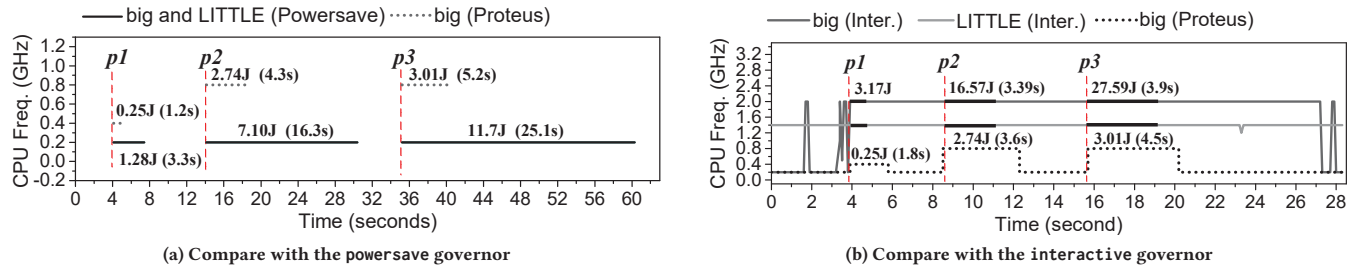 big and LITTLE (Powersave) big (Proteus)
CPU Freq. (GHz)
1.2
1.0
0.8
0.6
0.4
0.2
0.0
-0.2
p1 p2 p3
2.74J (4.3s) 3.01J (5.2s)
0.25J (1.2s)
7.10J (16.3s) 11.7J (25.1s)
1.28J (3.3s)
0 4 8 12 16 20 24 28 32 36 40 44 48 52 56 60
Time (seconds)
(a) Compare with the powersave governor
big (Inter.) LITTLE (Inter.) big (Proteus)
CPU Freq. (GHz)
3.2
2.8
2.4
2.0
1.6
1.2
0.8
0.4
0.0
p1 p2 p3
3.17J 16.57J (3.39s) 27.59J (3.9s)
0.25J (1.8s) 2.74J (3.6s) 3.01J (4.5s)
0 2 4 6 8 10 12 14 16 18 20 22 24 26 28
Time (second)
(b) Compare with the interactive governor